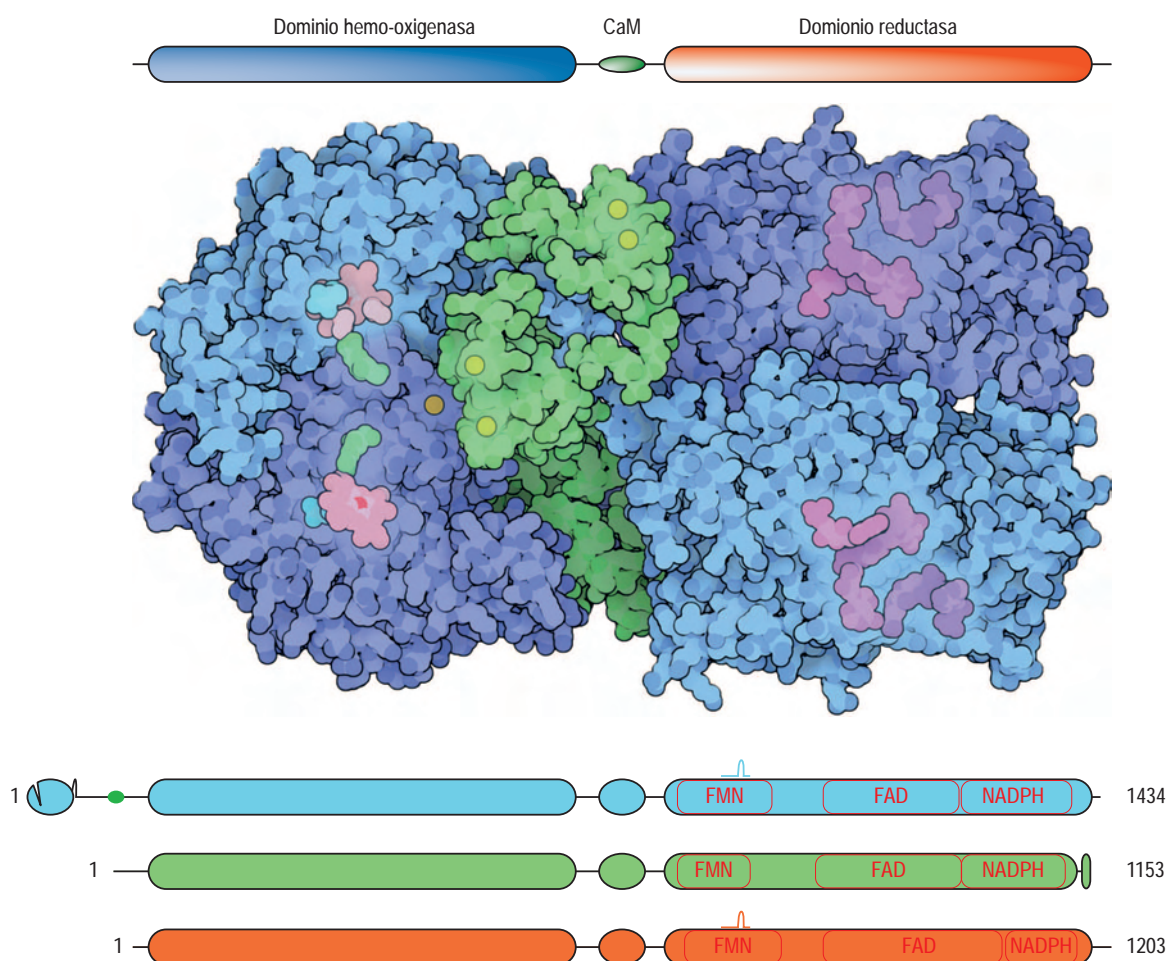 Dominio hemo-oxigenasa CaM Domionio reductasa
1 FMN FAD NADPH 1434
1 FMN FAD NADPH 1153
1 FMN FAD NADPH 1203